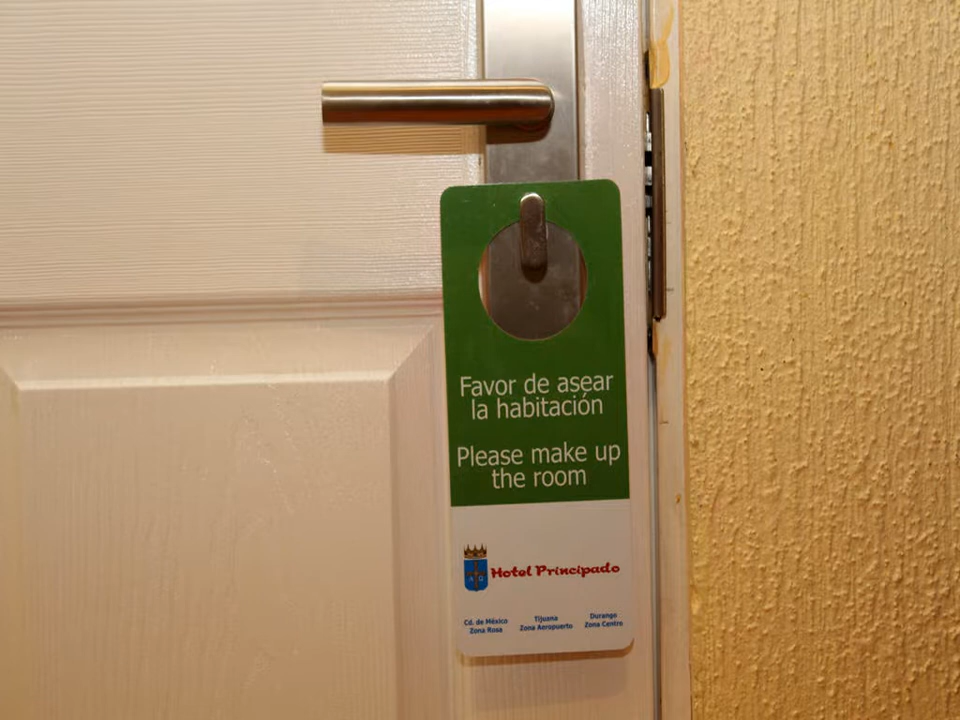 Favor de asear
la habitación
Please make up
the room
Hotel Principado
Cd. de México
Zona Rosa
Tijuana
Zona Aeropuerto
Durango
Zona Centro